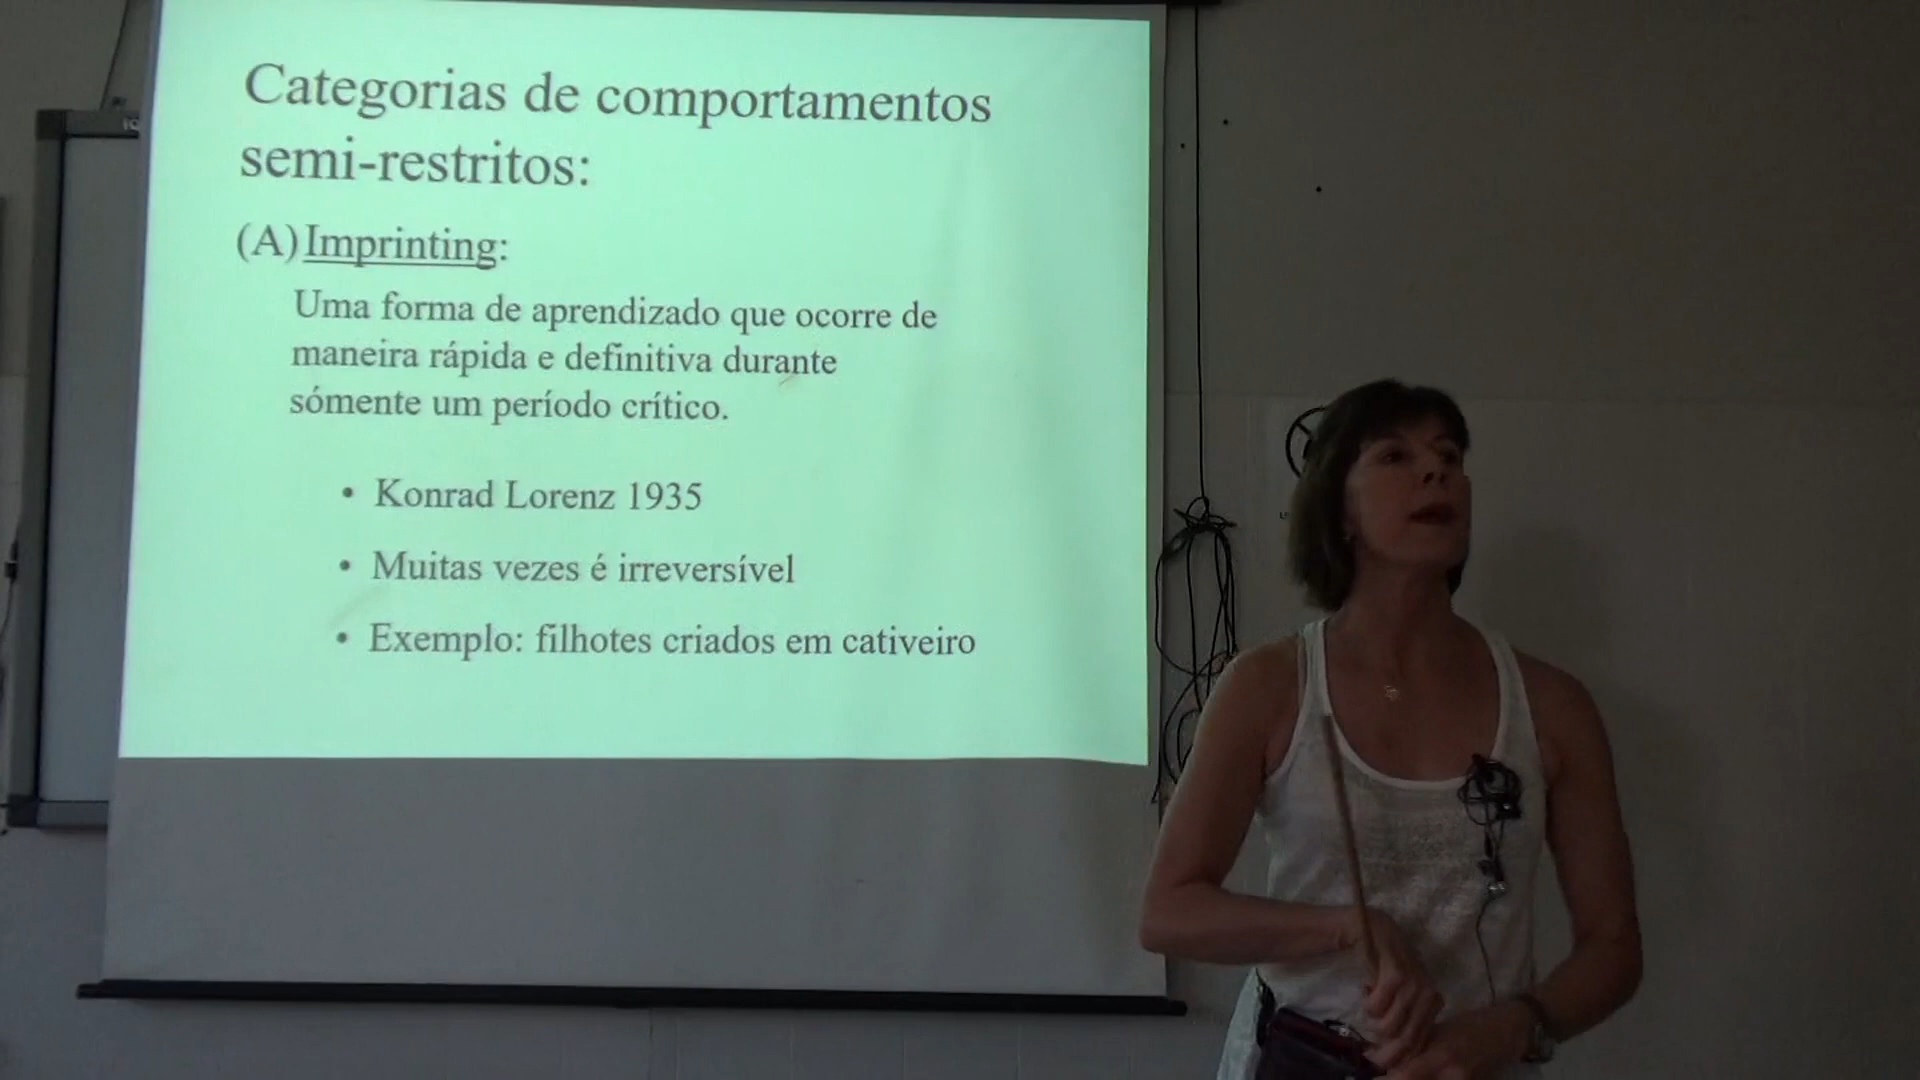 Categorias de comportamentos
semi-restritos:
(A) Imprinting:
Uma forma de aprendizado que ocorre de
maneira rápida e definitiva durante
sómente um período crítico.
• Konrad Lorenz 1935
• Muitas vezes é irreversível
• Exemplo: filhotes criados em cativeiro